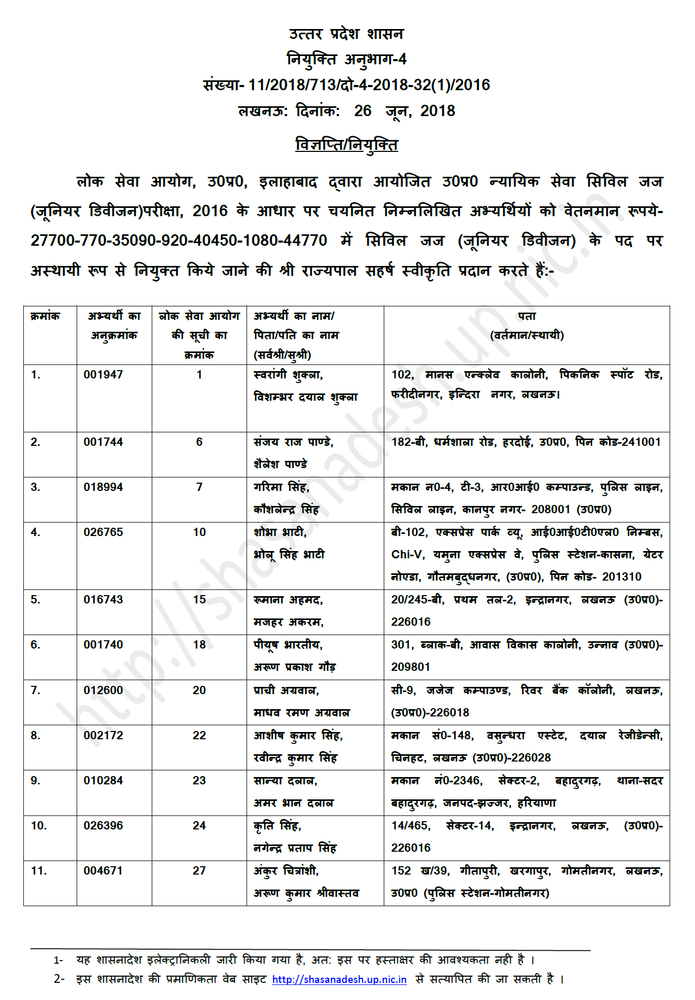 उत्तर प्रदेश शासन
नियुक्ति अनुभाग-4
संख्या- 11/2018/713/दो-4-2018-32(1)/2016
लखनऊ: दिनांक: 26 जून, 2018
विज्ञप्ति/नियुक्ति
लोक सेवा आयोग, उ0प्र0, इलाहाबाद द्वारा आयोजित उ0प्र0 न्यायिक सेवा सिविल जज
(जूनियर डिवीजन)परीक्षा, 2016 के आधार पर चयनित निम्नलिखित अभ्यर्थियों को वेतनमान रूपये-
27700-770-35090-920-40450-1080-44770 में सिविल जज (जूनियर डिवीजन) के पद पर
अस्थायी रूप से नियुक्त किये जाने की श्री राज्यपाल सहर्ष स्वीकृति प्रदान करते हैं:-
क्रमांक अभ्यर्थी का लोक सेवा आयोग अभ्यर्थी का नाम/ पता
अनुक्रमांक की सूची का पिता/पति का नाम (वर्तमान/स्थायी)
क्रमांक (सर्वश्री/सुश्री)
1. 001947 1 स्वरांगी शुक्ला, 102, मानस एन्क्लेव कालोनी, पिकनिक स्पॉट रोड,
विशम्भर दयाल शुक्ला फरीदीनगर, इन्दिरा नगर, लखनऊ।
2. 001744 6 संजय राज पाण्डे, 182-बी, धर्मशाला रोड, हरदोई, उ0प्र0, पिन कोड-241001
शैलेश पाण्डे
3. 018994 7 गरिमा सिंह, मकान न0-4, टी-3, आर0आई0 कम्पाउन्ड, पुलिस लाइन,
कौशलेन्द्र सिंह सिविल लाइन, कानपुर नगर- 208001 (उ0प्र0)
4. 026765 10 शोभा भाटी, बी-102, एक्सप्रेस पार्क व्यू, आई0आई0टी0एल0 निम्बस,
भोलू सिंह भाटी Chi-V, यमुना एक्सप्रेस वे, पुलिस स्टेशन-कासना, ग्रेटर
नोएडा, गौतमबुद्धनगर, (उ0प्र0), पिन कोड- 201310
5. 016743 15 रूमाना अहमद, 20/245-बी, प्रथम तल-2, इन्द्रानगर, लखनऊ (उ0प्र0)-
मजहर अकरम, 226016
6. 001740 18 पीयूष भारतीय, 301, ब्लाक-बी, आवास विकास कालोनी, उन्नाव (उ0प्र0)-
अरूण प्रकाश गौड़ 209801
7. 012600 20 प्राची अग्रवाल, सी-9, जजेज कम्पाउण्ड, रिवर बैंक कॉलोनी, लखनऊ,
माधव रमण अग्रवाल (उ0प्र0)-226018
8. 002172 22 आशीष कुमार सिंह, मकान सं0-148, वसुन्धरा एस्टेट, दयाल रेजीडेन्सी,
रवीन्द्र कुमार सिंह चिनहट, लखनऊ (उ0प्र0)-226028
9. 010284 23 सान्या दलाल, मकान नं0-2346, सेक्टर-2, बहादुरगढ़, थाना-सदर
अमर भान दलाल बहादुरगढ़, जनपद-झज्जर, हरियाणा
10. 026396 24 कृति सिंह, 14/465, सेक्टर-14, इन्द्रानगर, लखनऊ, (उ0प्र0)-
नगेन्द्र प्रताप सिंह 226016
11. 004671 27 अंकुर चित्रांशी, 152 ख/39, गीतापुरी, खरगापुर, गोमतीनगर, लखनऊ,
अरूण कुमार श्रीवास्तव उ0प्र0 (पुलिस स्टेशन-गोमतीनगर)
1- यह शासनादेश इलेक्ट्रानिकली जारी किया गया है, अत: इस पर हस्ताक्षर की आवश्यकता नही है ।
2- इस शासनादेश की प्रमाणिकता वेब साइट http://shasanadesh.up.nic.in से सत्यापित की जा सकती है ।
http://shasanadesh.up.nic.in